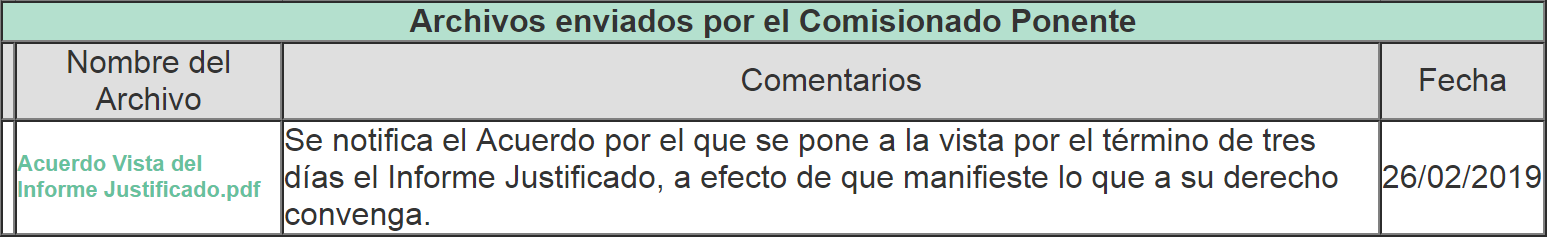 Archivos enviados por el Comisionado Ponente
Nombre del
Archivo
Comentarios
Fecha
Acuerdo Vista del
Informe Justificado.pdf
Se notifica el Acuerdo por el que se pone a la vista por el término de tres
días el Informe Justificado, a efecto de que manifieste lo que a su derecho
convenga.
26/02/2019